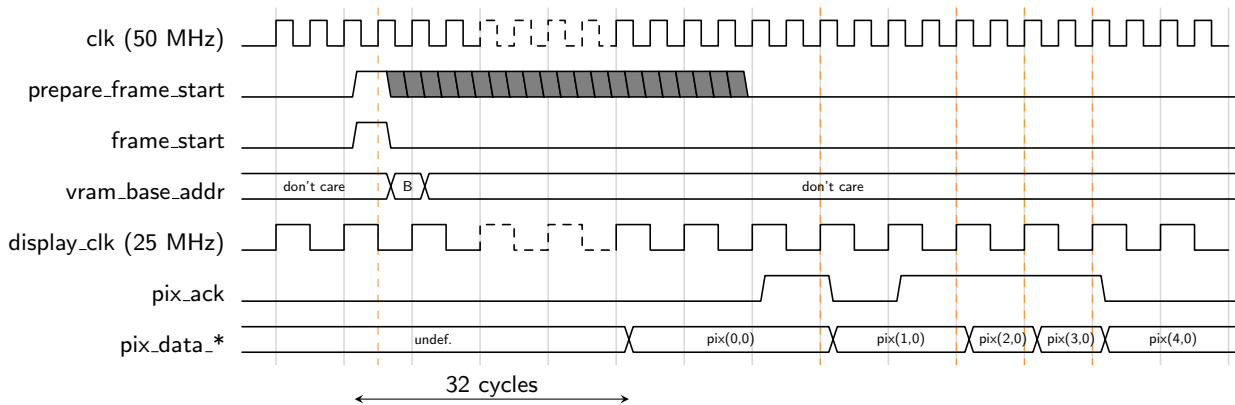 clk (50 MHz)
prepare_frame_start
frame_start
vram_base_addr don't care B don't care
display_clk (25 MHz)
pix_ack
pix_data_* undef. pix(0,0) pix(1,0) pix(2,0) pix(3,0) pix(4,0)
32 cycles